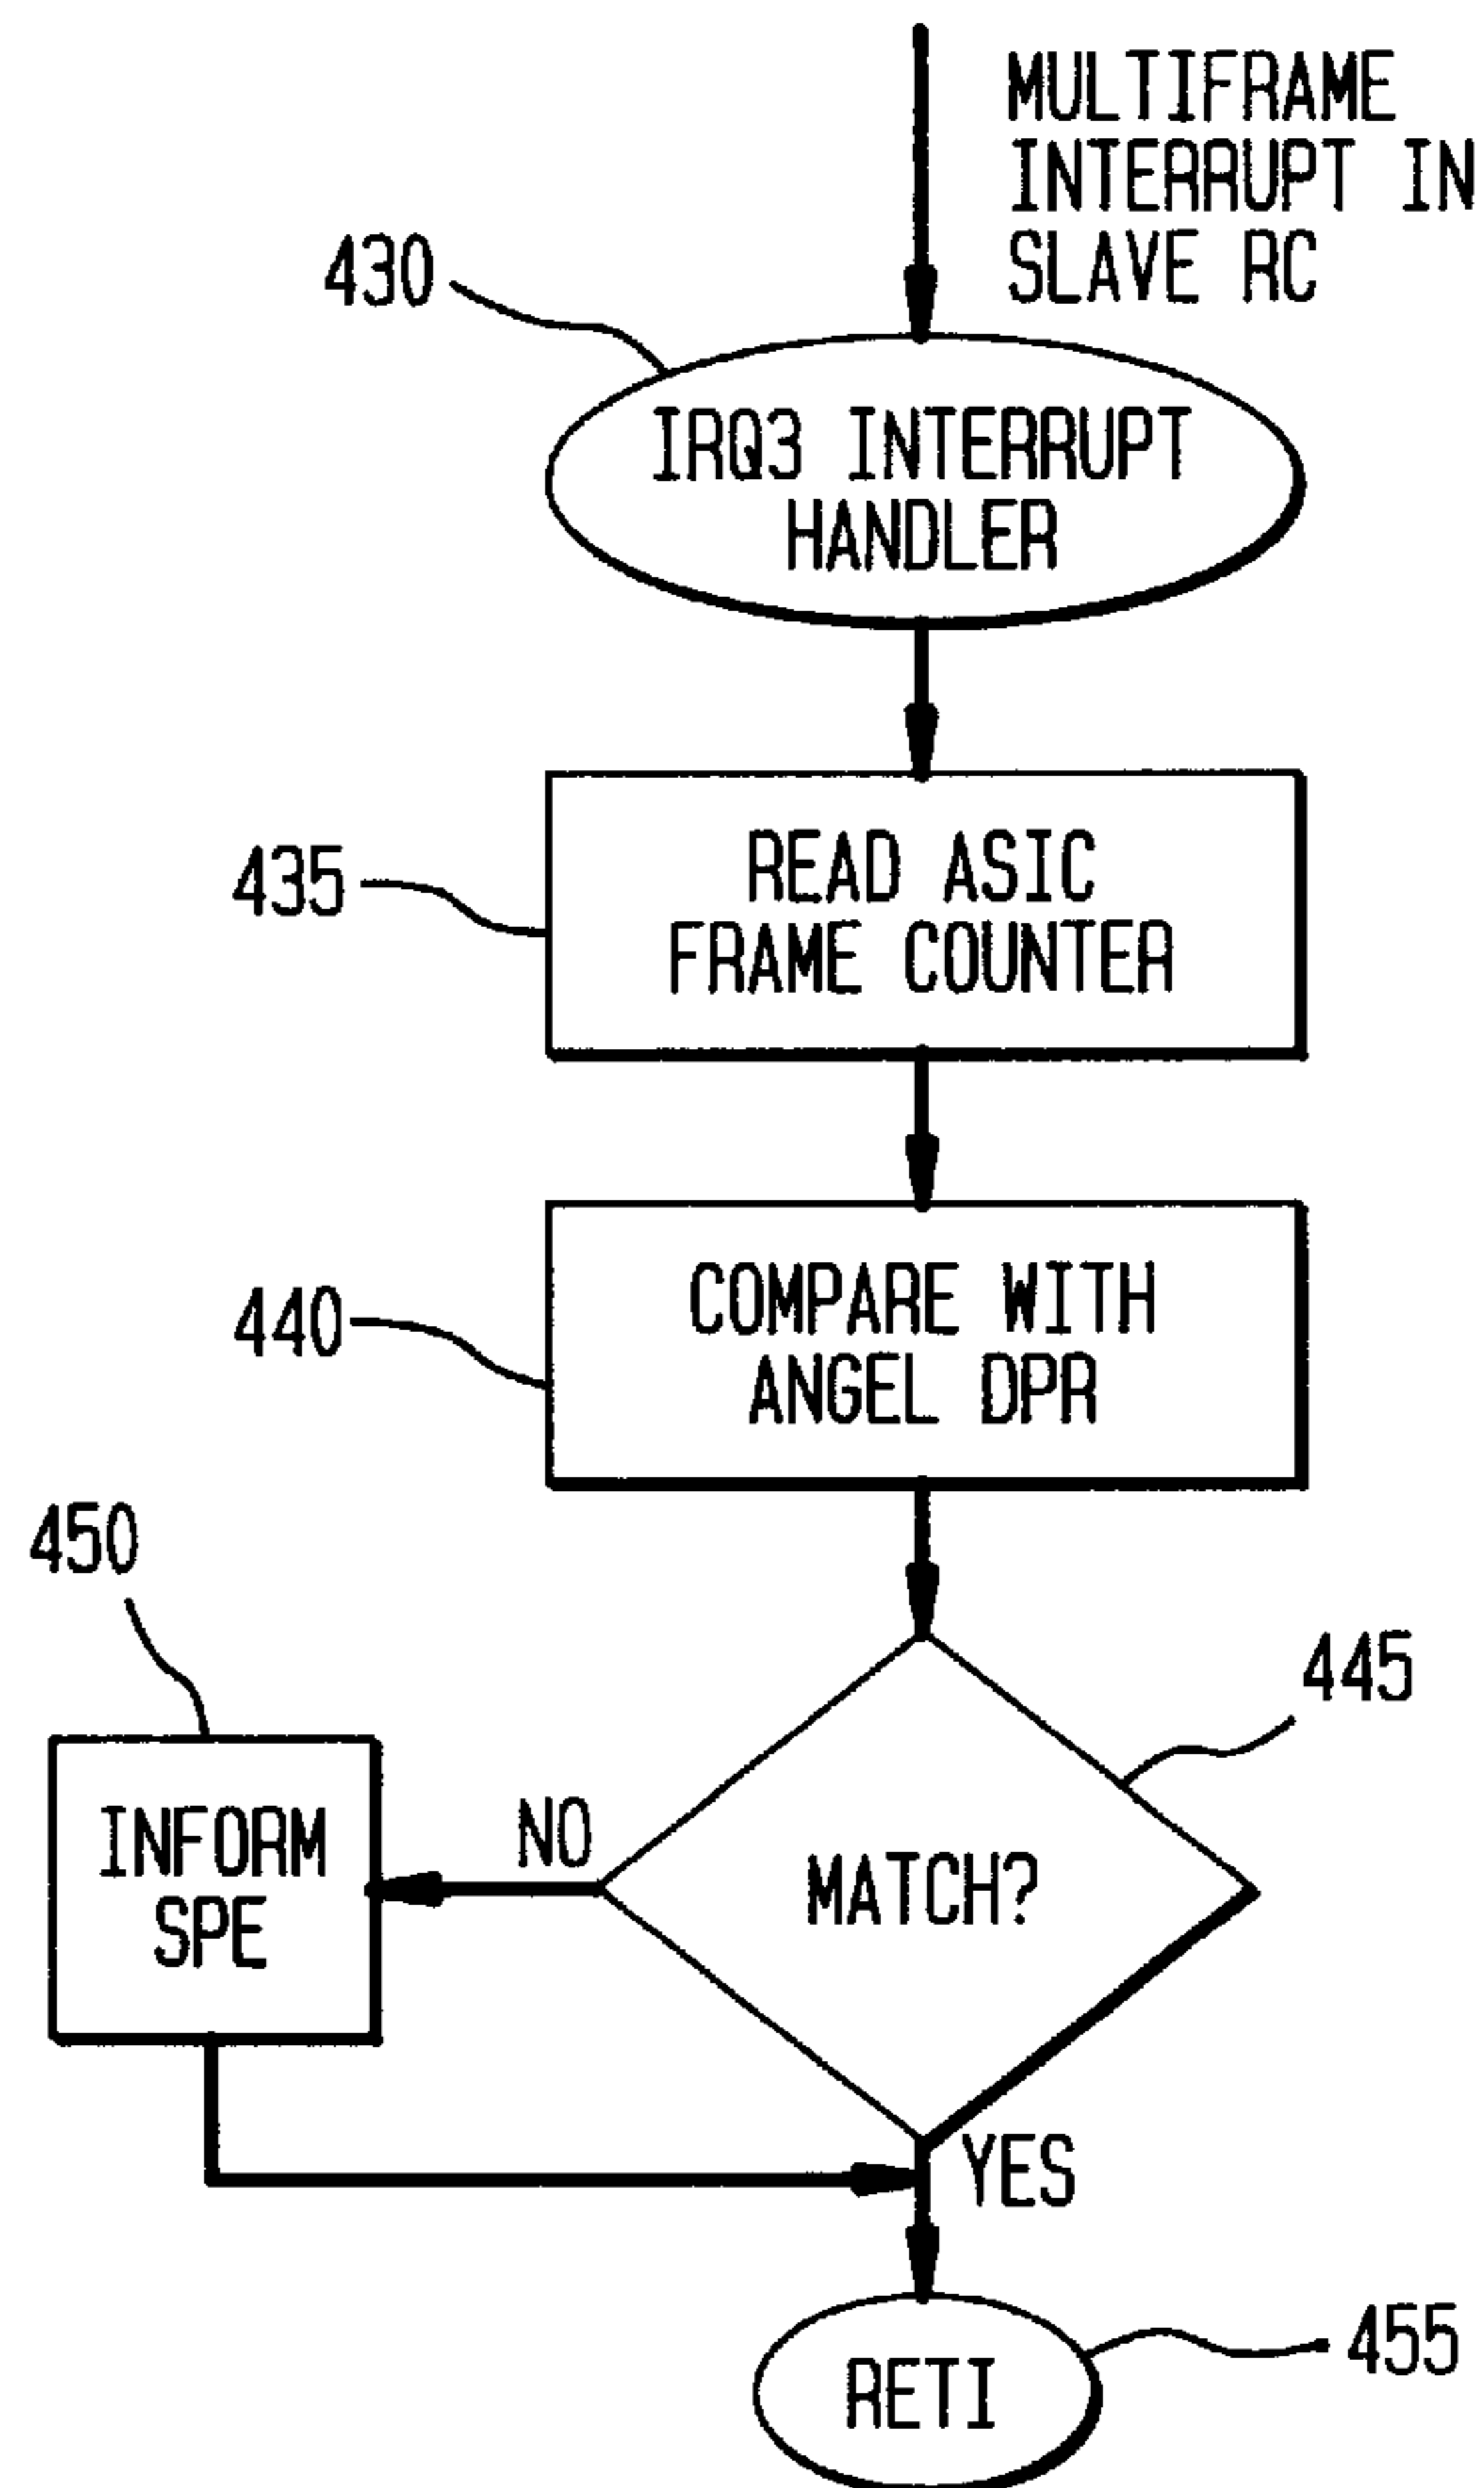 MULTIFRAME
INTERRUPT IN
SLAVE RC
430
IRQ3 INTERRUPT
HANDLER
435
READ ASIC
FRAME COUNTER
440
COMPARE WITH
ANGEL DPR
450
445
INFORM
SPE
NO
MATCH?
YES
455
RETI